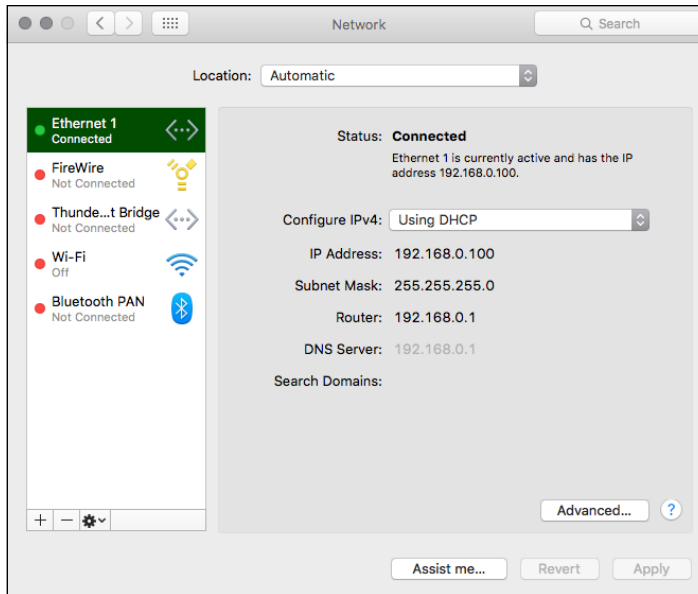 Network
Search
Location: Automatic
Ethernet 1
Connected
FireWire
Not Connected
Thunde...t Bridge
Not Connected
Wi-Fi
Off
Bluetooth PAN
Not Connected
Status: Connected
Ethernet 1 is currently active and has the IP
address 192.168.0.100.
Configure IPv4: Using DHCP
IP Address: 192.168.0.100
Subnet Mask: 255.255.255.0
Router: 192.168.0.1
DNS Server: 192.168.0.1
Search Domains:
Advanced...
?
Assist me... Revert Apply